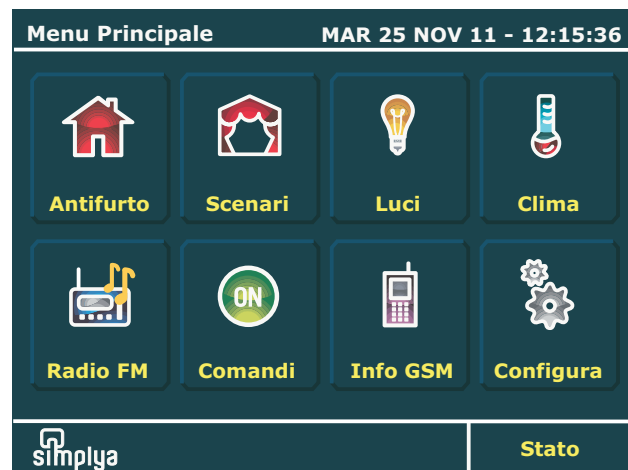 Menu Principale MAR 25 NOV 11 - 12:15:36
Antifurto Scenari Luci Clima
ON
Radio FM Comandi Info GSM Configura
simplya Stato